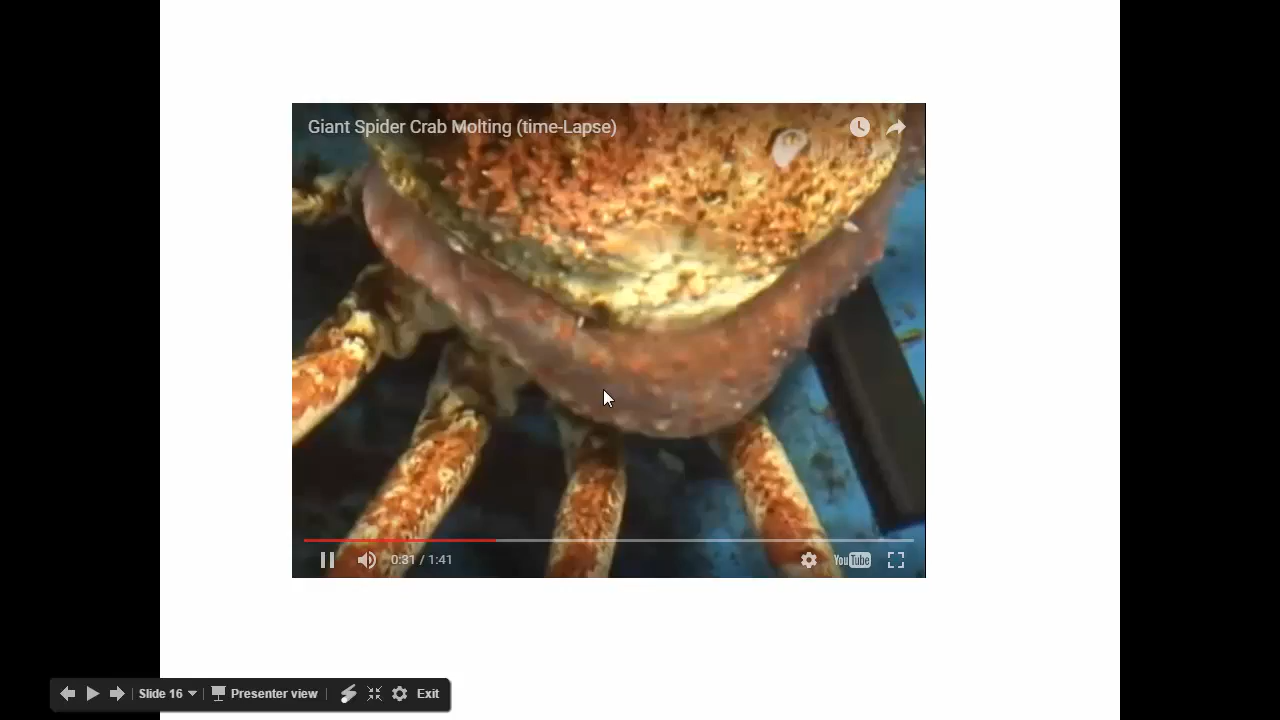 Giant Spider Crab Molting (time-Lapse)
0:31 / 1:41
YouTube
Slide 16
Presenter view
Exit